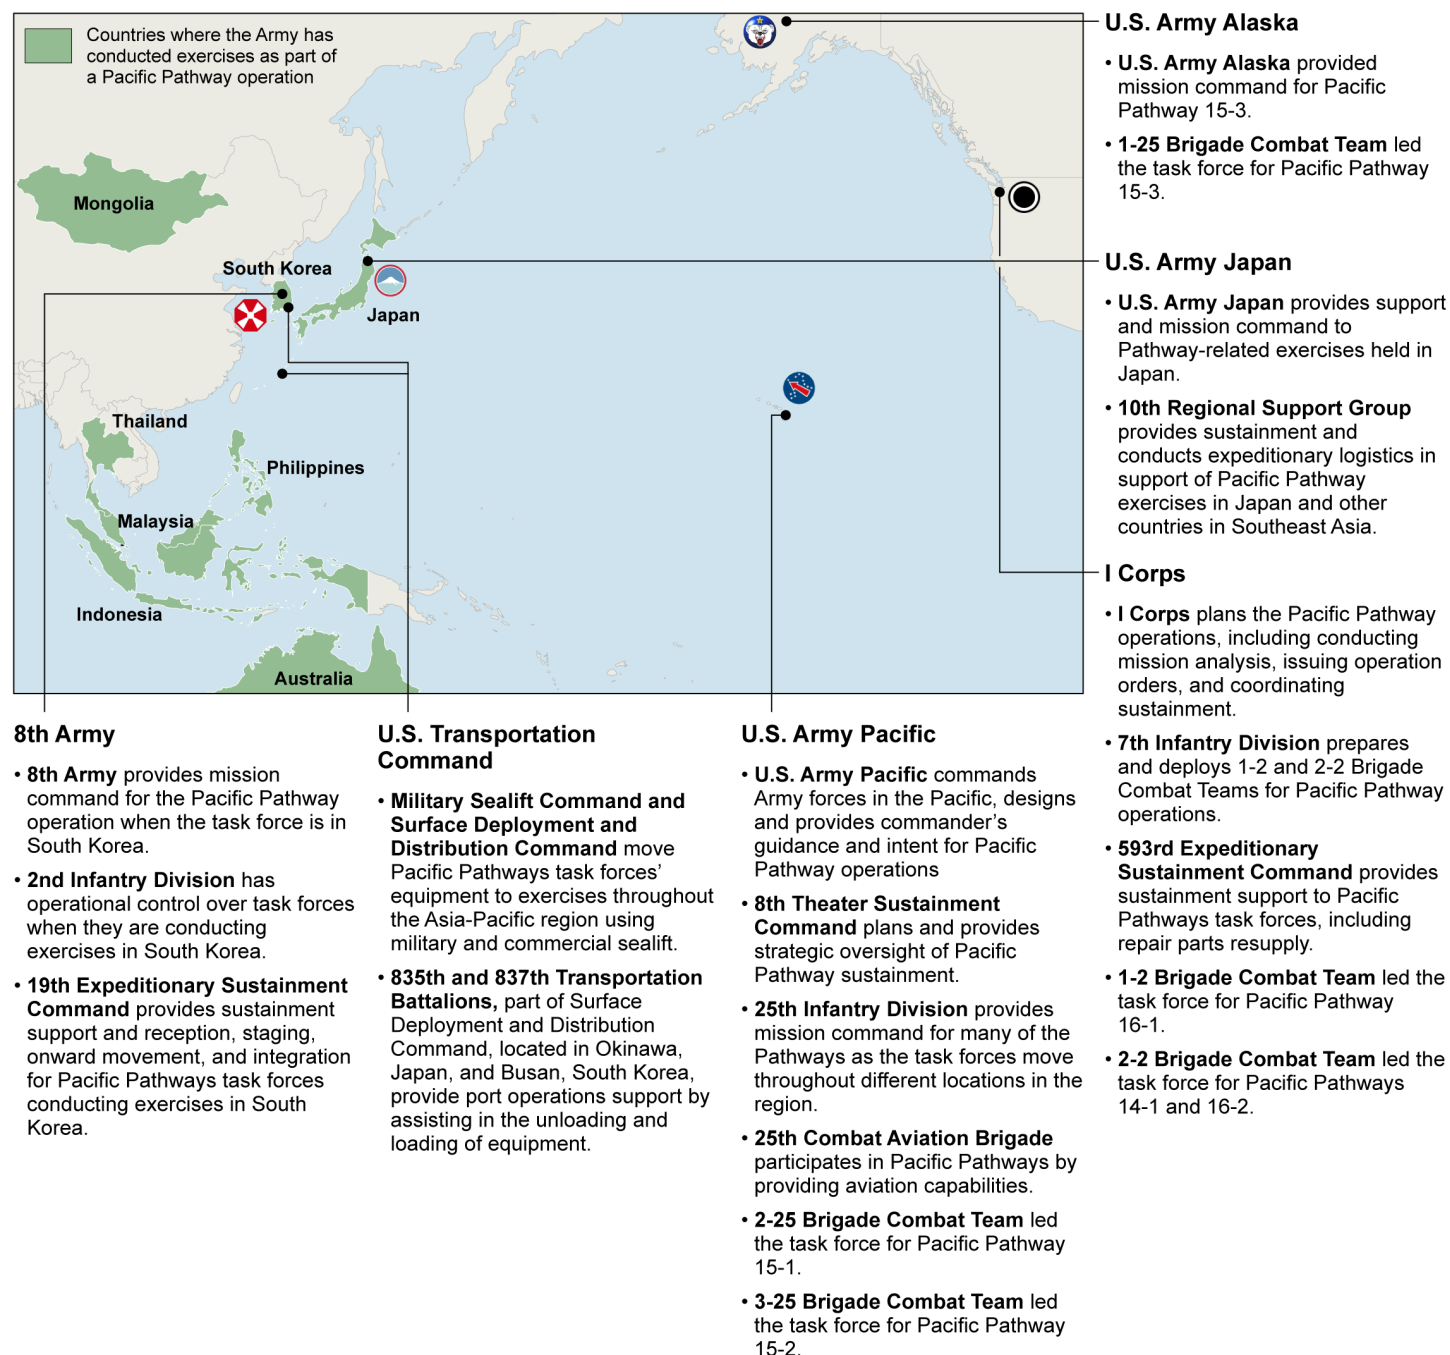 Countries where the Army has
conducted exercises as part of
a Pacific Pathway operation
Mongolia
South Korea
Japan
Thailand
Philippines
Malaysia
Indonesia
Australia
U.S. Army Alaska
• U.S. Army Alaska provided
mission command for Pacific
Pathway 15-3.
• 1-25 Brigade Combat Team led
the task force for Pacific Pathway
15-3.
U.S. Army Japan
• U.S. Army Japan provides support
and mission command to
Pathway-related exercises held in
Japan.
• 10th Regional Support Group
provides sustainment and
conducts expeditionary logistics in
support of Pacific Pathway
exercises in Japan and other
countries in Southeast Asia.
I Corps
• I Corps plans the Pacific Pathway
operations, including conducting
mission analysis, issuing operation
orders, and coordinating
sustainment.
• 7th Infantry Division prepares
and deploys 1-2 and 2-2 Brigade
Combat Teams for Pacific Pathway
operations.
• 593rd Expeditionary
Sustainment Command provides
sustainment support to Pacific
Pathways task forces, including
repair parts resupply.
• 1-2 Brigade Combat Team led the
task force for Pacific Pathway
16-1.
• 2-2 Brigade Combat Team led the
task force for Pacific Pathways
14-1 and 16-2.
8th Army
• 8th Army provides mission
command for the Pacific Pathway
operation when the task force is in
South Korea.
• 2nd Infantry Division has
operational control over task forces
when they are conducting
exercises in South Korea.
• 19th Expeditionary Sustainment
Command provides sustainment
support and reception, staging,
onward movement, and integration
for Pacific Pathways task forces
conducting exercises in South
Korea.
U.S. Transportation
Command
• Military Sealift Command and
Surface Deployment and
Distribution Command move
Pacific Pathways task forces’
equipment to exercises throughout
the Asia-Pacific region using
military and commercial sealift.
• 835th and 837th Transportation
Battalions, part of Surface
Deployment and Distribution
Command, located in Okinawa,
Japan, and Busan, South Korea,
provide port operations support by
assisting in the unloading and
loading of equipment.
U.S. Army Pacific
• U.S. Army Pacific commands
Army forces in the Pacific, designs
and provides commander’s
guidance and intent for Pacific
Pathway operations
• 8th Theater Sustainment
Command plans and provides
strategic oversight of Pacific
Pathway sustainment.
• 25th Infantry Division provides
mission command for many of the
Pathways as the task forces move
throughout different locations in the
region.
• 25th Combat Aviation Brigade
participates in Pacific Pathways by
providing aviation capabilities.
• 2-25 Brigade Combat Team led
the task force for Pacific Pathway
15-1.
• 3-25 Brigade Combat Team led
the task force for Pacific Pathway
15-2.